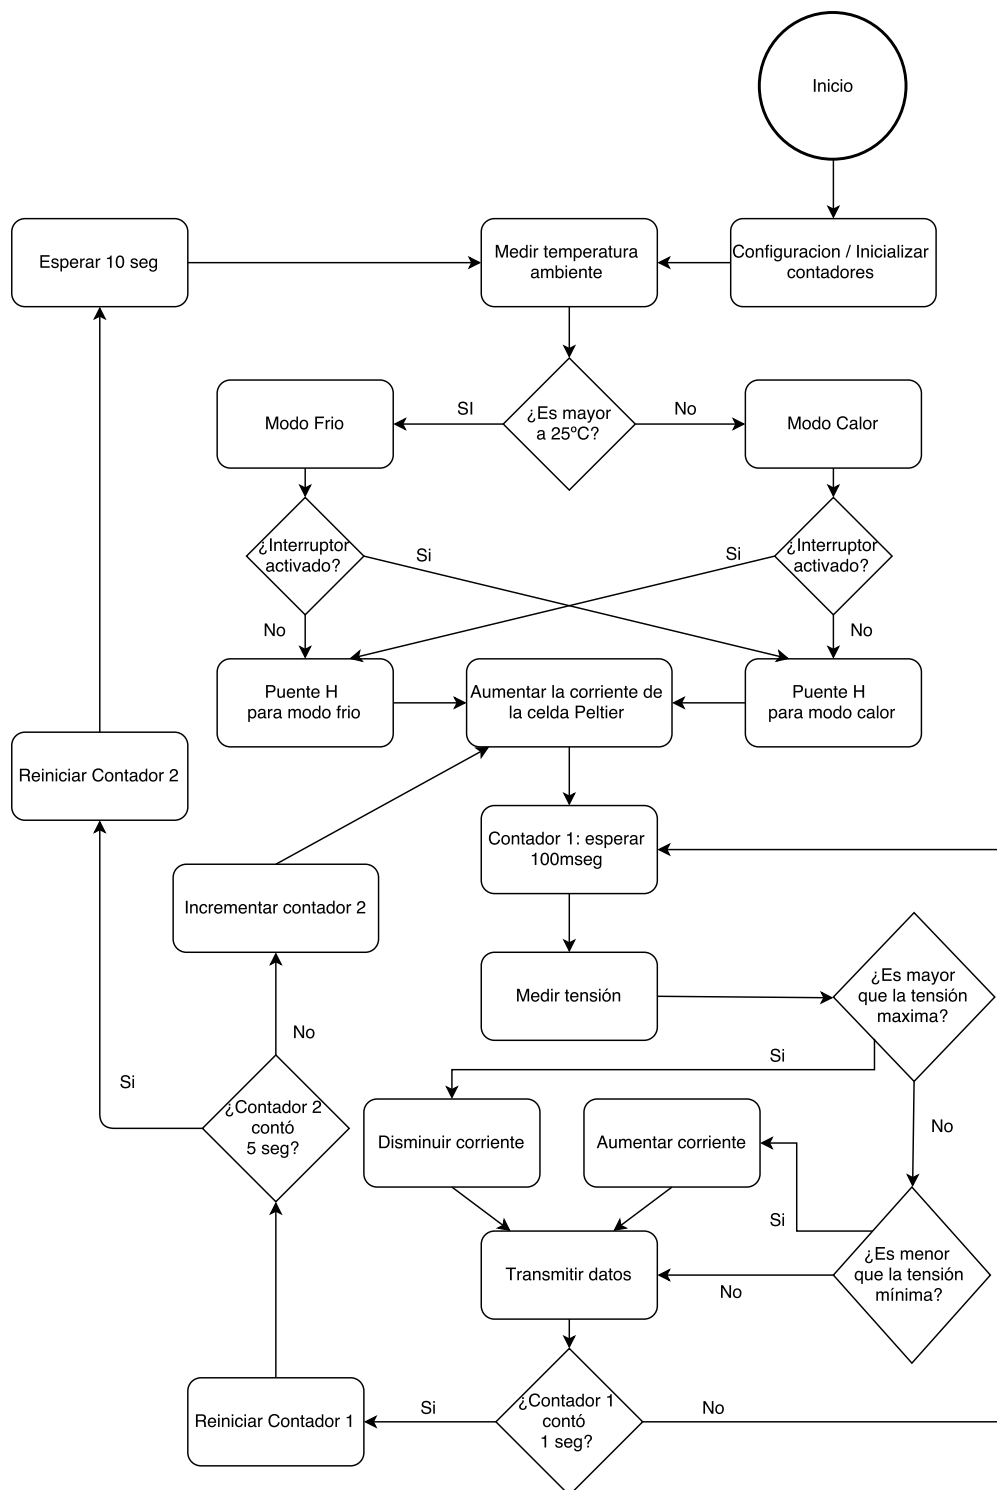 Inicio
Esperar 10 seg
Medir temperatura
ambiente
Configuracion / Inicializar
contadores
Modo Frio
SI
¿Es mayor
a 25ºC?
No
Modo Calor
¿Interruptor
activado?
Si
Si
¿Interruptor
activado?
No
No
Puente H
para modo frio
Aumentar la corriente de
la celda Peltier
Puente H
para modo calor
Reiniciar Contador 2
Contador 1: esperar
100mseg
Incrementar contador 2
Medir tensión
¿Es mayor
que la tensión
maxima?
No
Si
Si
¿Contador 2
contó
5 seg?
Disminuir corriente
Aumentar corriente
No
Si
Transmitir datos
No
¿Es menor
que la tensión
mínima?
Reiniciar Contador 1
Si
¿Contador 1
contó
1 seg?
No